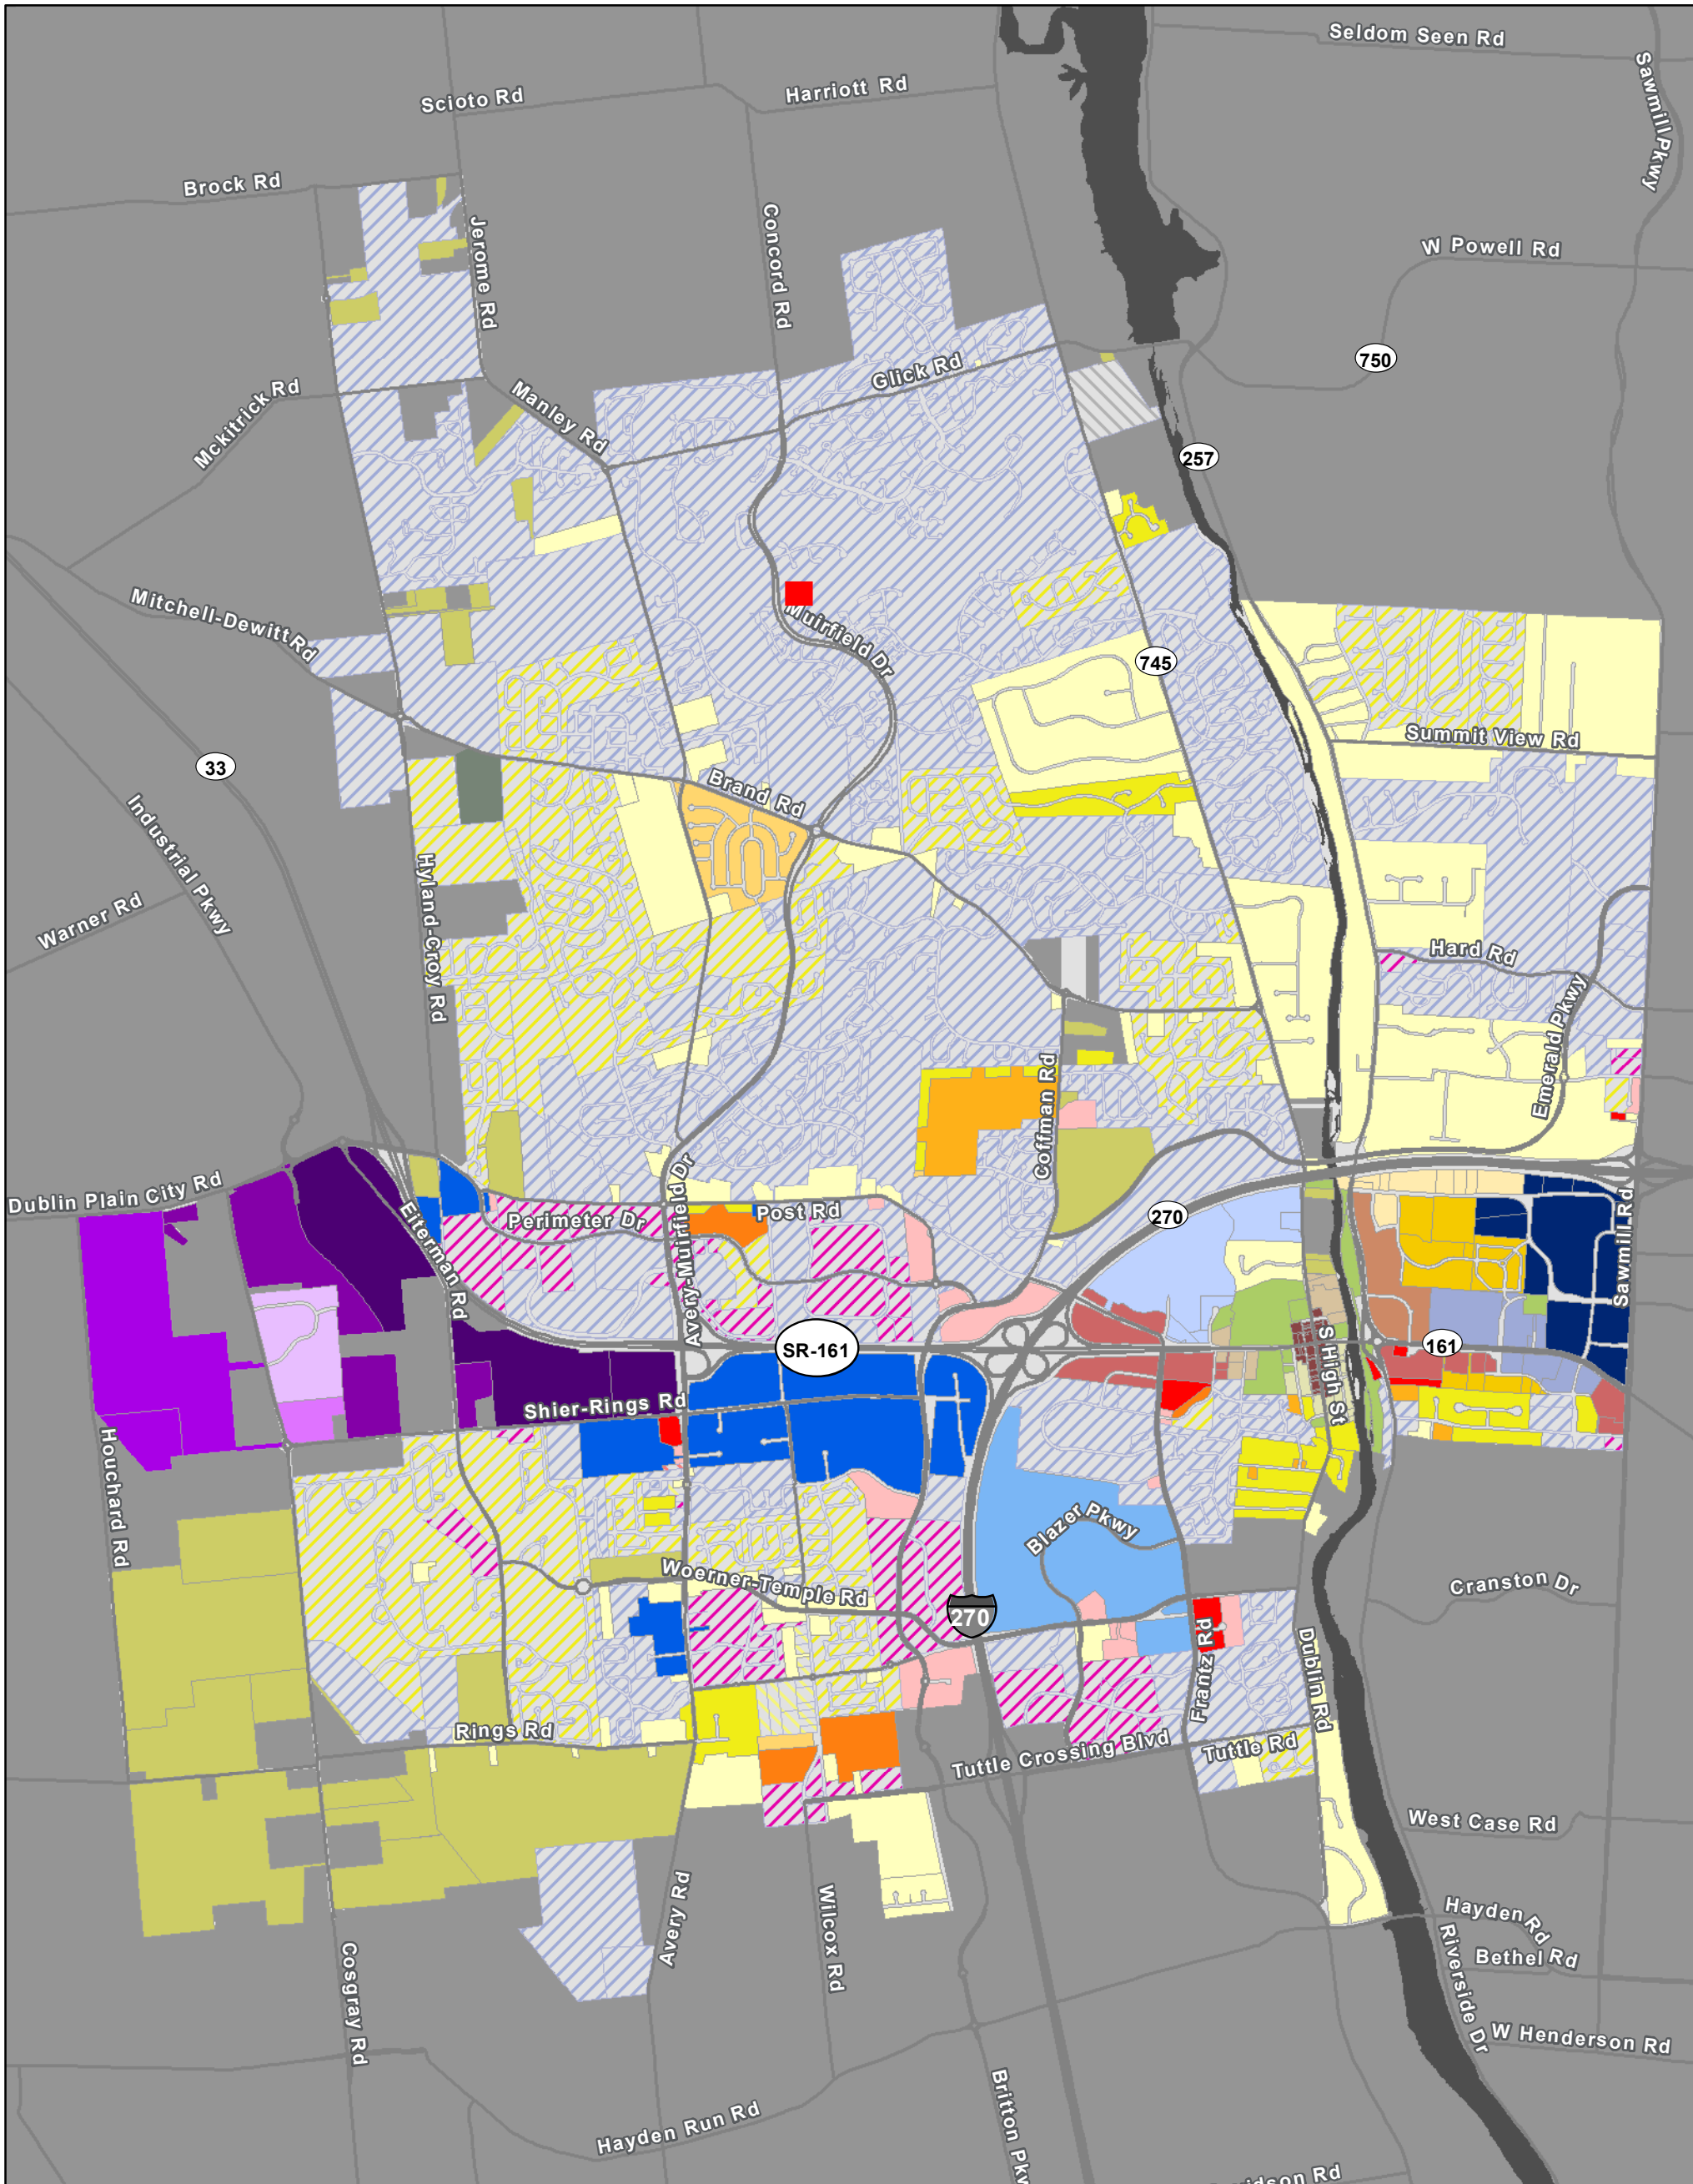 Seldom Seen Rd
Sawmill Pkwy
Scioto Rd
Harriott Rd
Brock Rd
Jerome Rd
Concord Rd
W Powell Rd
750
Glick Rd
Mckitrick Rd
Manley Rd
257
Mitchell-Dewitt Rd
Muirfield Dr
745
33
Summit View Rd
Brand Rd
Industrial Pkwy
Hyland-Croy Rd
Warner Rd
Hard Rd
Emerald Pkwy
Coffman Rd
Dublin Plain City Rd
Eiterman Rd
Perimeter Dr
Avery-Muirfield Dr
Post Rd
270
Sawmill Rd
SR-161
S High St
161
Shier-Rings Rd
Houchard Rd
Blazer Pkwy
Woerner-Temple Rd
270
Cranston Dr
Frantz Rd
Dublin Rd
Rings Rd
Tuttle Crossing Blvd
Tuttle Rd
West Case Rd
Avery Rd
Wilcox Rd
Hayden Rd
Bethel Rd
Riverside Dr
Cosgray Rd
W Henderson Rd
Hayden Run Rd
Britton Pkw
idson Rd